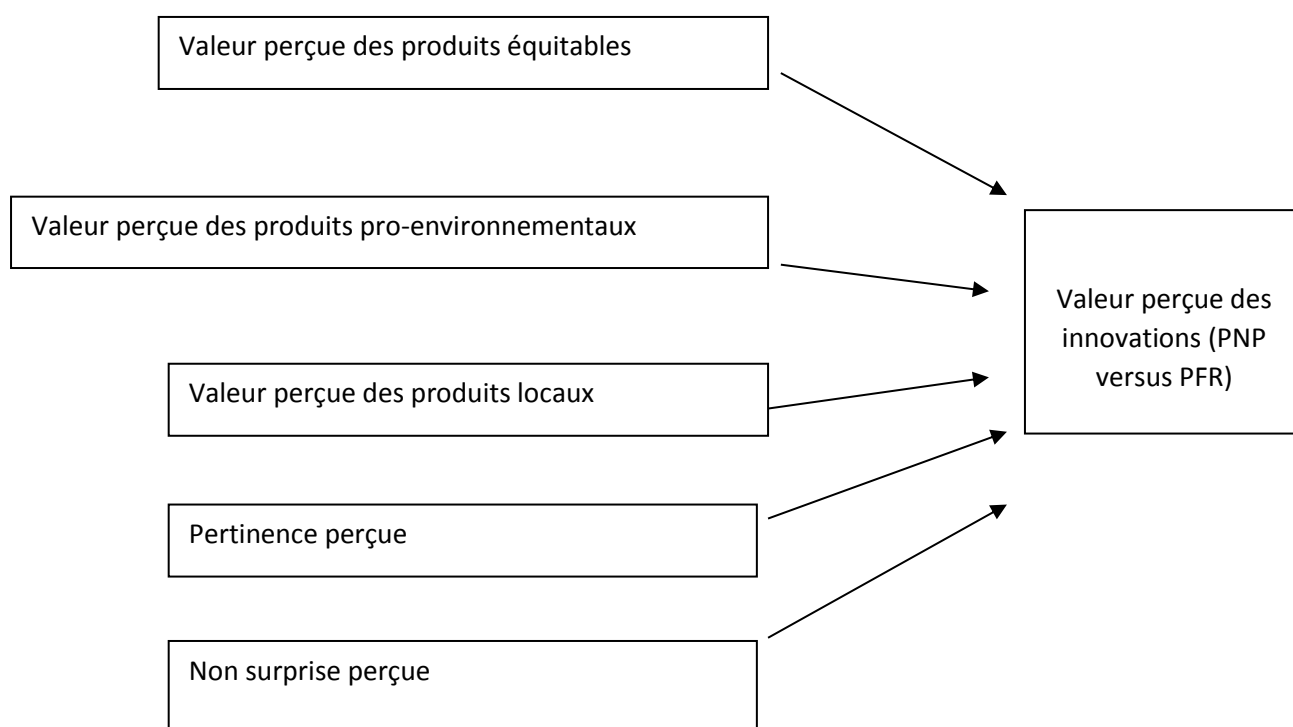 Valeur perçue des produits équitables
Valeur perçue des produits pro-environnementaux
Valeur perçue des produits locaux
Pertinence perçue
Non surprise perçue
Valeur perçue des
innovations (PNP
versus PFR)